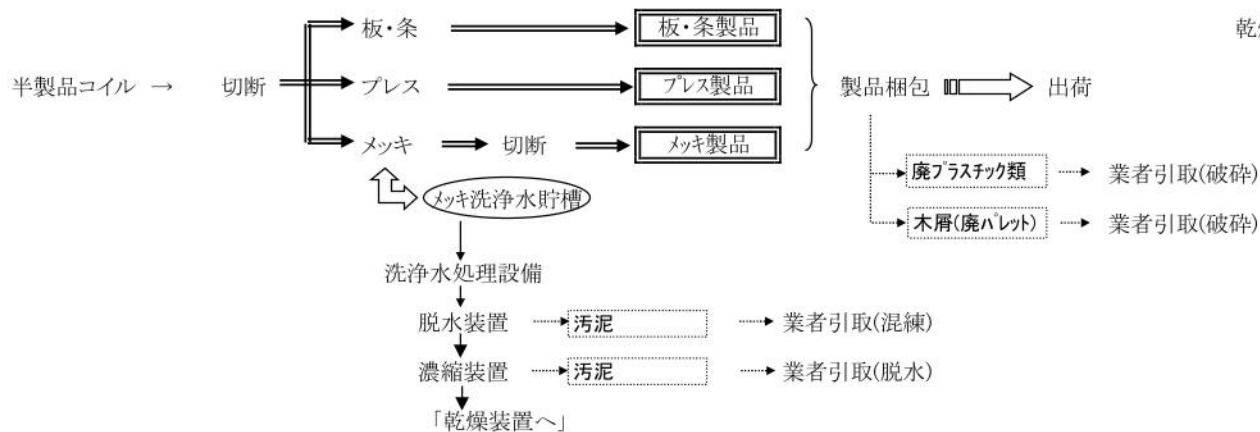 板・条 板・条製品 乾
半製品コイル → 切断 プレス プレス製品 製品梱包 出荷
メッキ 切断 メッキ製品
廃プラスチック類 業者引取(破砕)
メッキ洗浄水貯槽
木屑(廃パレット) 業者引取(破砕)
洗浄水処理設備
脱水装置 汚泥 業者引取(混練)
濃縮装置 汚泥 業者引取(脱水)
「乾燥装置へ」